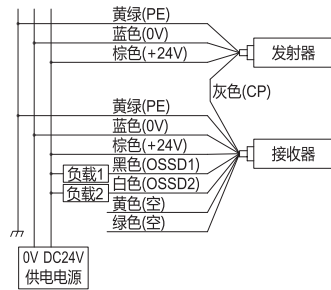 黄绿(PE)
蓝色(0V)
棕色(+24V)
发射器
灰色(CP)
黄绿(PE)
蓝色(0V)
棕色(+24V)
接收器
负载1
黑色(OSSD1)
负载2
白色(OSSD2)
黄色(空)
绿色(空)
0V DC24V
供电电源